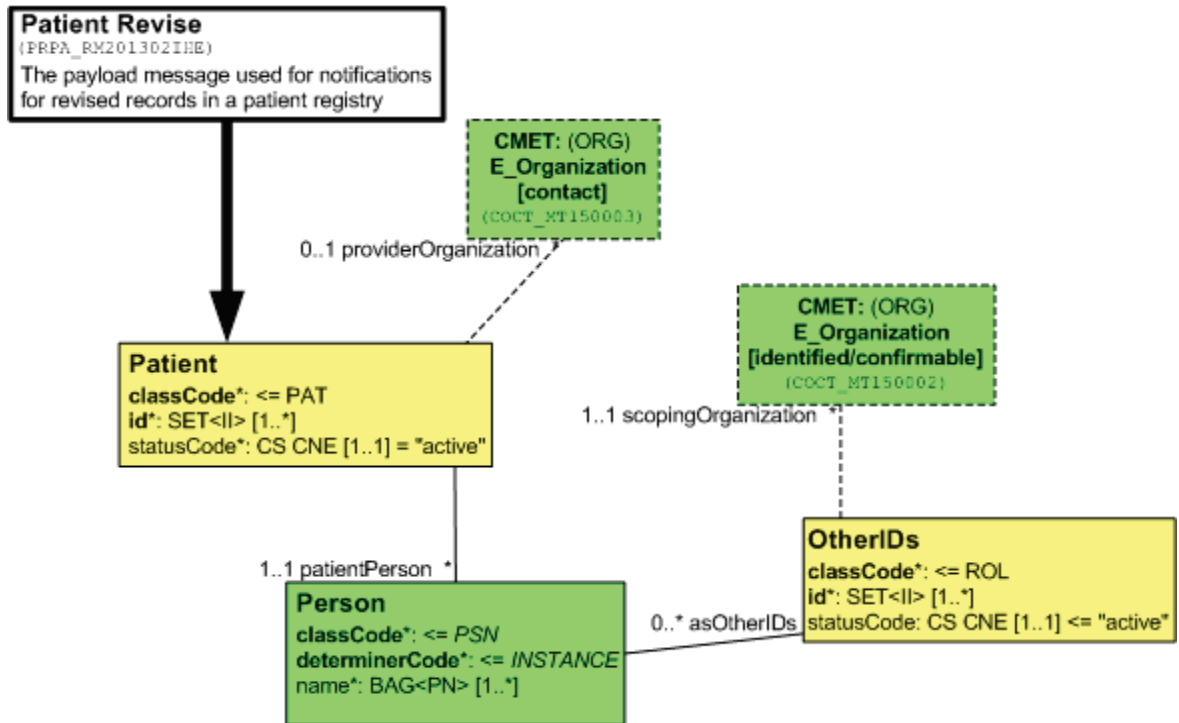 Patient Revise
(PRPA_RM201302IHE)
The payload message used for notifications
for revised records in a patient registry
CMET: (ORG)
E_Organization
[contact]
(COCT_MT150003)
0..1 providerOrganization *
CMET: (ORG)
E_Organization
[identified/confirmable]
(COCT_MT150002)
1..1 scopingOrganization *
Patient
classCode*: <= PAT
id*: SET<II> [1..*]
statusCode*: CS CNE [1..1] = "active"
OtherIDs
classCode*: <= ROL
id*: SET<II> [1..*]
statusCode: CS CNE [1..1] <= "active"
1..1 patientPerson *
Person
classCode*: <= PSN
determinerCode*: <= INSTANCE
name*: BAG<PN> [1..*]
0..* asOtherIDs